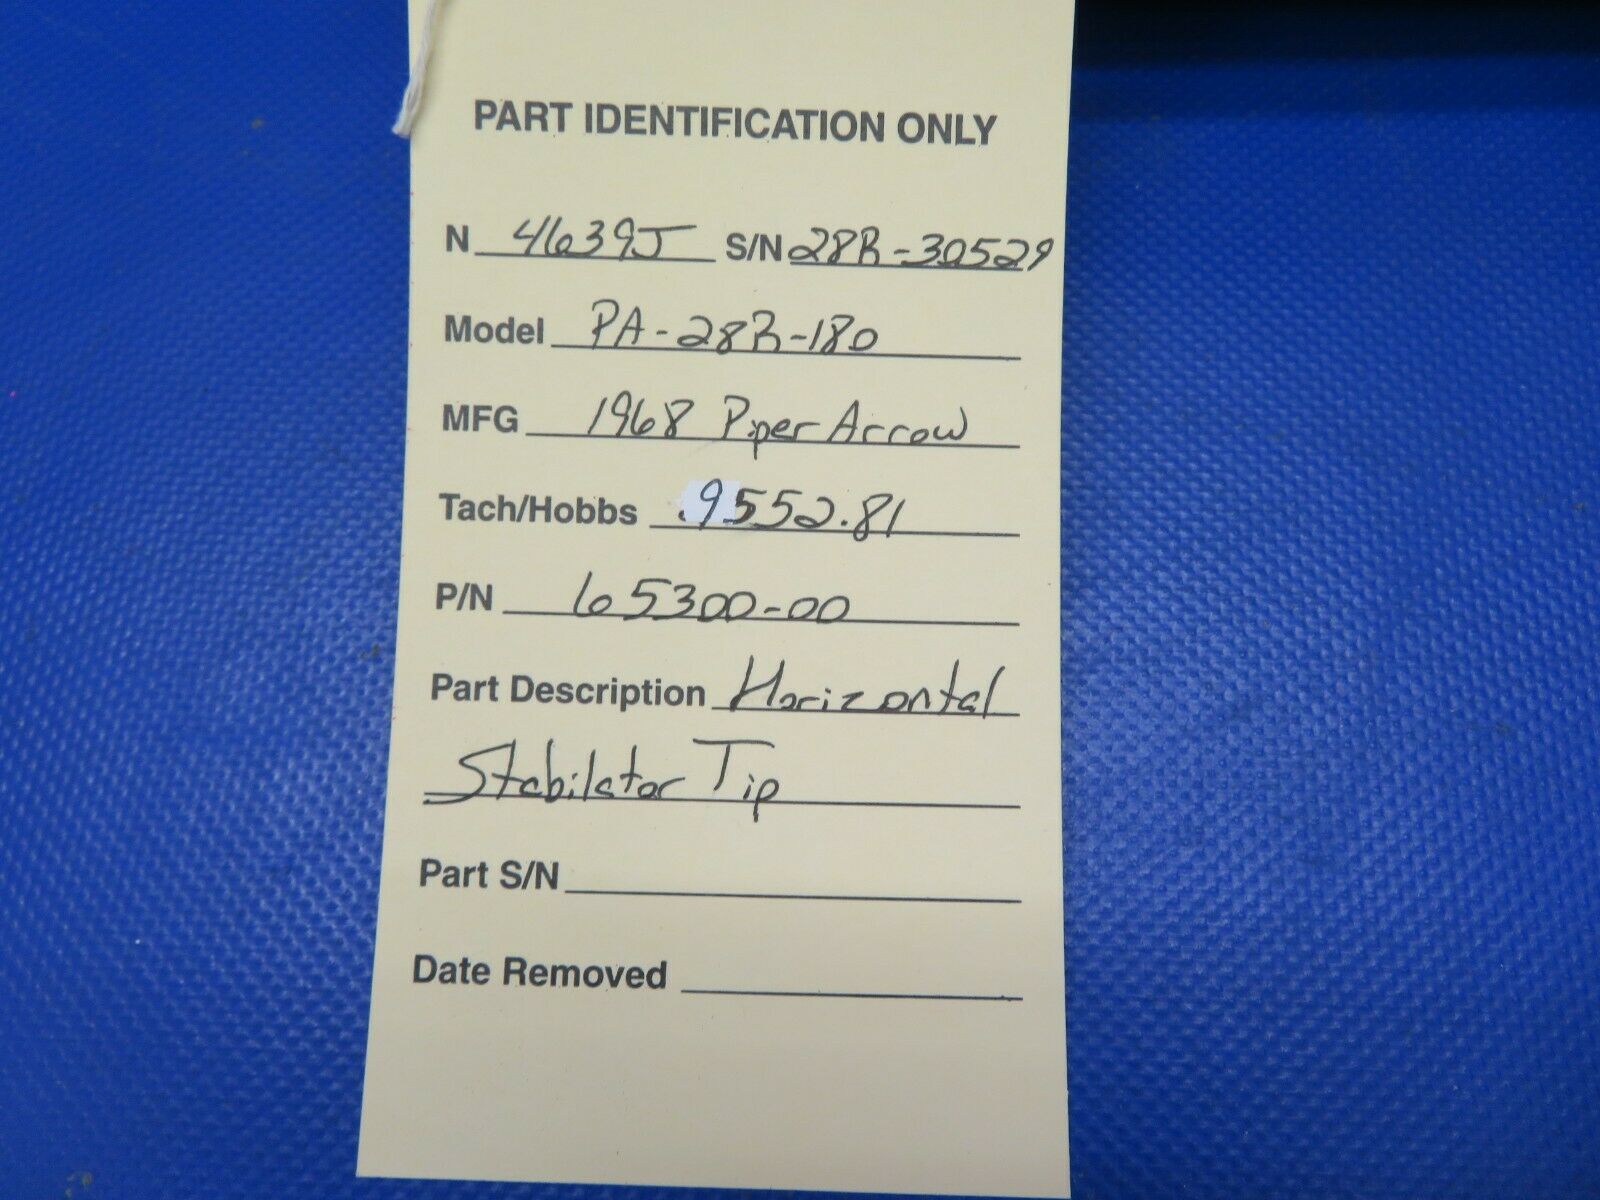 PART IDENTIFICATION ONLY
N 4639J S/N 28R-30529
Model PA-28R-180
MFG 1968 Piper Arrow
Tach/Hobbs 9552.81
P/N 65300-00
Part Description Horizontal
Stabilator Tip
Part S/N
Date Removed